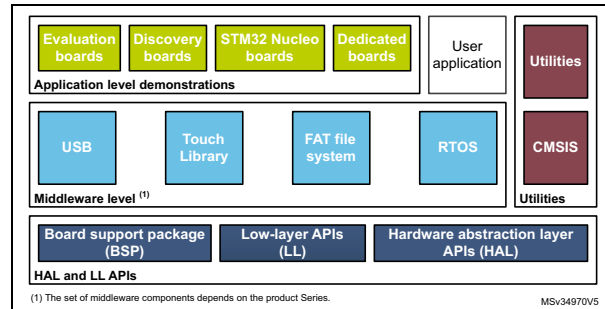 Evaluation
boards
Discovery
boards
STM32 Nucleo
boards
Dedicated
boards
Application level demonstrations
User
application
Utilities
CMSIS
Utilities
USB
Touch
Library
FAT file
system
RTOS
Middleware level (1)
Board support package
(BSP)
Low-layer APIs
(LL)
Hardware abstraction layer
APIs (HAL)
HAL and LL APIs
(1) The set of middleware components depends on the product Series.
MSv34970V5